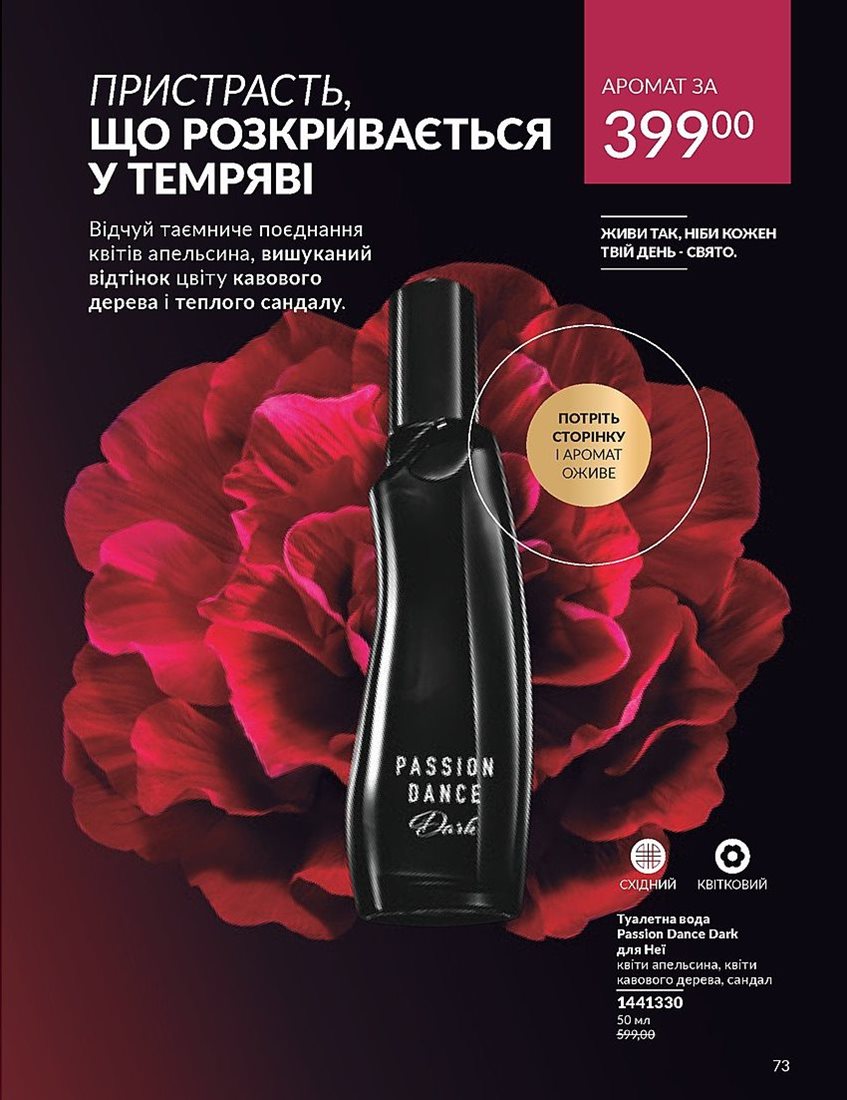 ПРИСТРАСТЬ,
ЩО РОЗКРИВАЄТЬСЯ
У ТЕМРЯВІ
Відчуй таємниче поєднання
квітів апельсина, вишуканий
відтінок цвіту кавового
дерева і теплого сандалу.
АРОМАТ ЗА
399⁰⁰
ЖИВИ ТАК, НІБИ КОЖЕН
ТВІЙ ДЕНЬ - СВЯТО.
ПОТРІТЬ
СТОРІНКУ
І АРОМАТ
ОЖИВЕ
PASSION
DANCE
Dark
СХІДНИЙ
КВІТКОВИЙ
Туалетна вода
Passion Dance Dark
для Неї
квіти апельсина, квіти
кавового дерева, сандал
1441330
50 мл
599,00
73